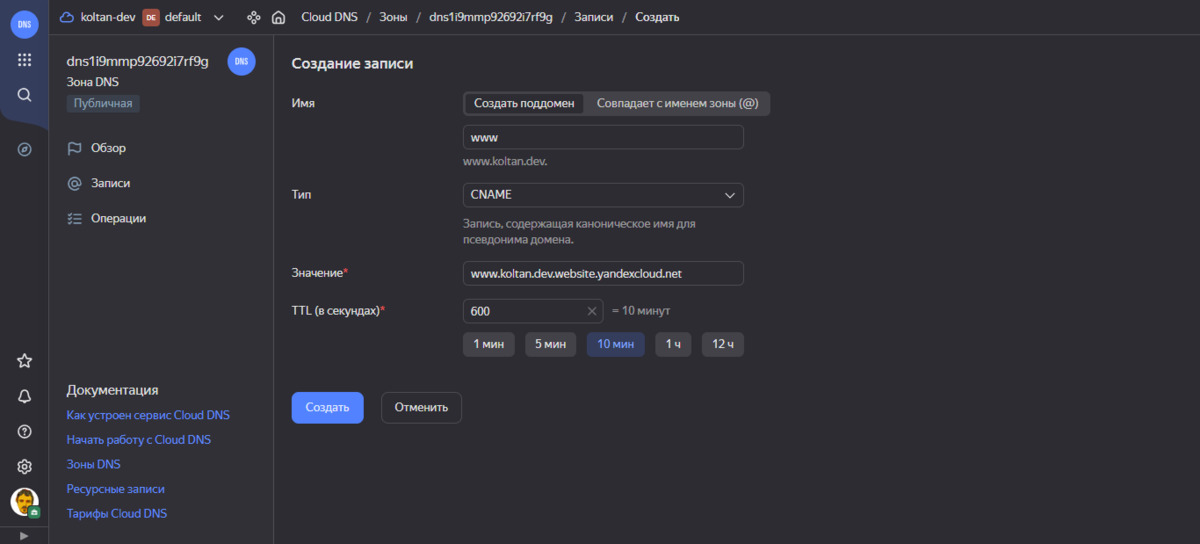 DNS
koltan-dev DE default
Cloud DNS / Зоны / dns1i9mmp92692i7rf9g / Записи / Создать
dns1i9mmp92692i7rf9g
DNS
Зона DNS
Публичная
Обзор
Записи
Операции
Документация
Как устроен сервис Cloud DNS
Начать работу с Cloud DNS
Зоны DNS
Ресурсные записи
Тарифы Cloud DNS
Создание записи
Имя
Создать поддомен Совпадает с именем зоны (@)
www
www.koltan.dev.
Тип
CNAME
Запись, содержащая каноническое имя для
псевдонима домена.
Значение*
www.koltan.dev.website.yandexcloud.net
TTL (в секундах)*
600 = 10 минут
1 мин 5 мин 10 мин 1 ч 12 ч
Создать Отменить